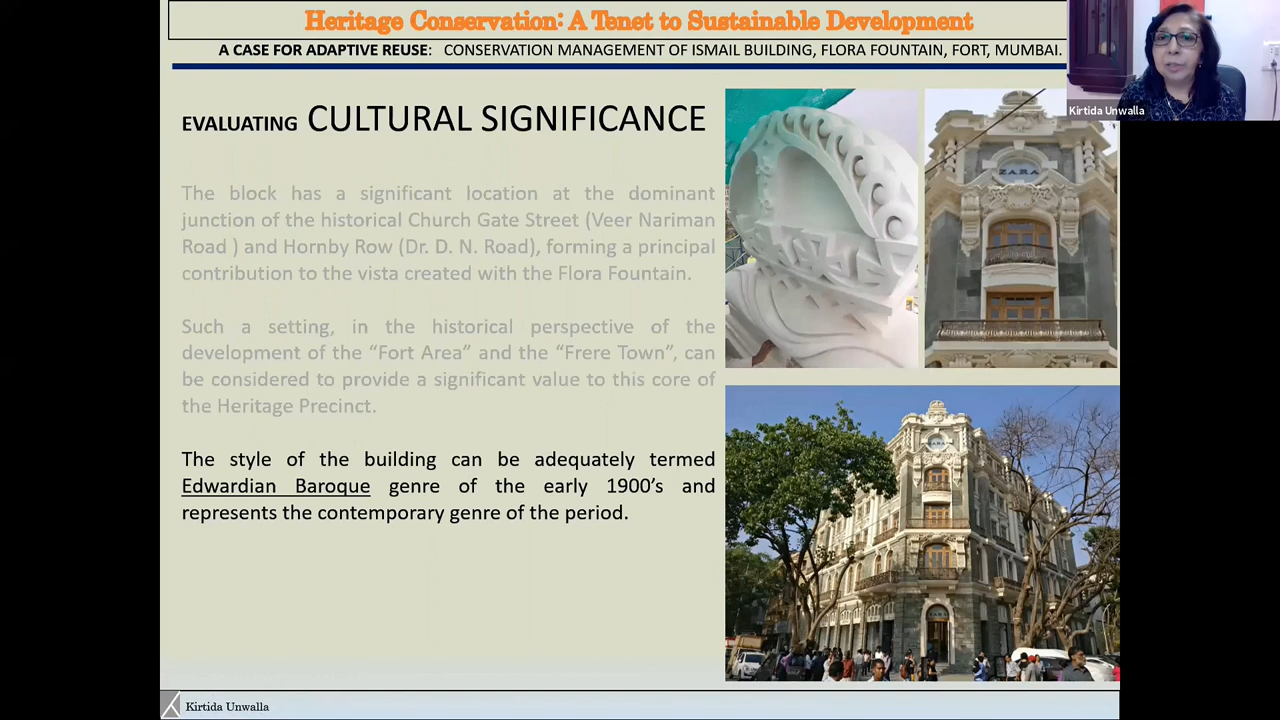 Heritage Conservation: A Tenet to Sustainable Development
A CASE FOR ADAPTIVE REUSE: CONSERVATION MANAGEMENT OF ISMAIL BUILDING, FLORA FOUNTAIN, FORT, MUMBAI.
Kirtida Unwalla
EVALUATING CULTURAL SIGNIFICANCE
The block has a significant location at the dominant
junction of the historical Church Gate Street (Veer Nariman
Road ) and Hornby Row (Dr. D. N. Road), forming a principal
contribution to the vista created with the Flora Fountain.
Such a setting, in the historical perspective of the
development of the “Fort Area” and the “Frere Town”, can
be considered to provide a significant value to this core of
the Heritage Precinct.
The style of the building can be adequately termed
Edwardian Baroque genre of the early 1900’s and
represents the contemporary genre of the period.
ZARA
ZARA
ZARA
Kirtida Unwalla